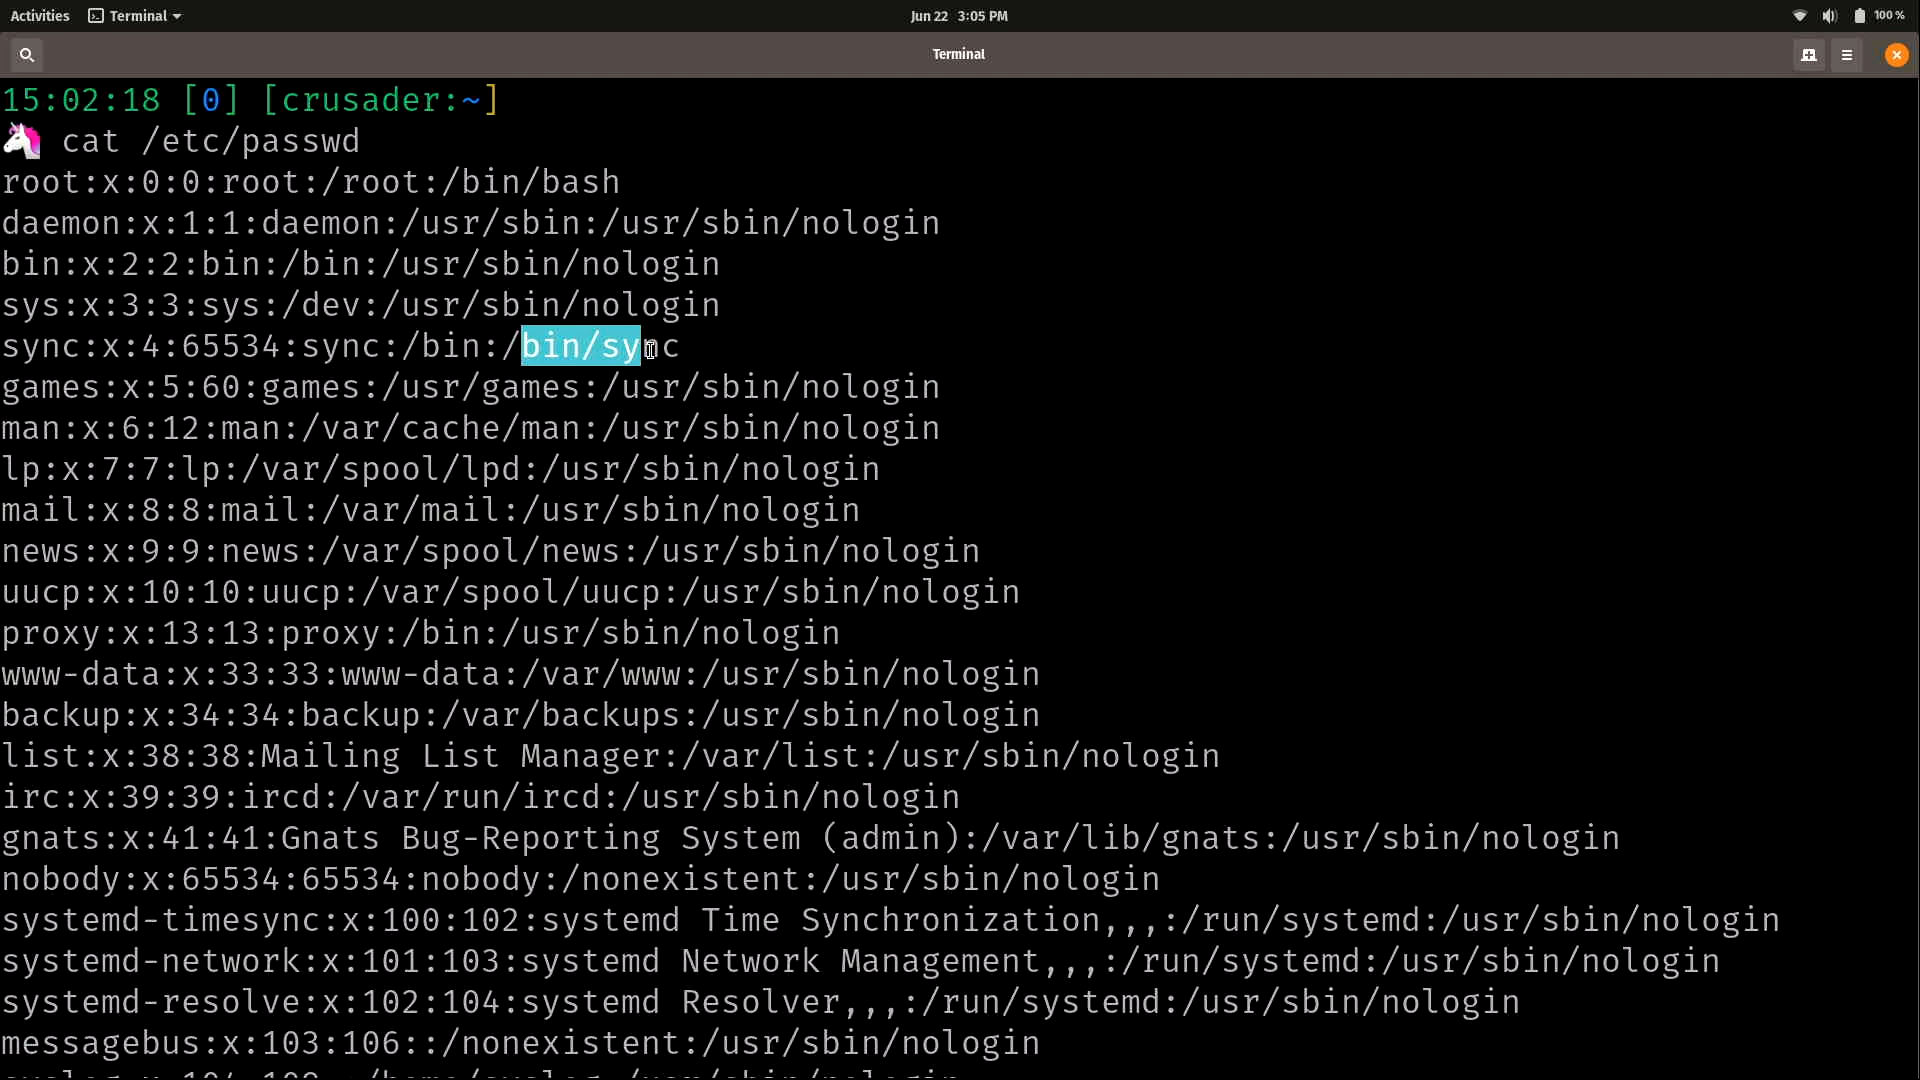 Activities Terminal Jun 22 3:05 PM 100 %
Terminal
15:02:18 [0] [crusader:~]
cat /etc/passwd
root:x:0:0:root:/root:/bin/bash
daemon:x:1:1:daemon:/usr/sbin:/usr/sbin/nologin
bin:x:2:2:bin:/bin:/usr/sbin/nologin
sys:x:3:3:sys:/dev:/usr/sbin/nologin
sync:x:4:65534:sync:/bin:/bin/sync
games:x:5:60:games:/usr/games:/usr/sbin/nologin
man:x:6:12:man:/var/cache/man:/usr/sbin/nologin
lp:x:7:7:lp:/var/spool/lpd:/usr/sbin/nologin
mail:x:8:8:mail:/var/mail:/usr/sbin/nologin
news:x:9:9:news:/var/spool/news:/usr/sbin/nologin
uucp:x:10:10:uucp:/var/spool/uucp:/usr/sbin/nologin
proxy:x:13:13:proxy:/bin:/usr/sbin/nologin
www-data:x:33:33:www-data:/var/www:/usr/sbin/nologin
backup:x:34:34:backup:/var/backups:/usr/sbin/nologin
list:x:38:38:Mailing List Manager:/var/list:/usr/sbin/nologin
irc:x:39:39:ircd:/var/run/ircd:/usr/sbin/nologin
gnats:x:41:41:Gnats Bug-Reporting System (admin):/var/lib/gnats:/usr/sbin/nologin
nobody:x:65534:65534:nobody:/nonexistent:/usr/sbin/nologin
systemd-timesync:x:100:102:systemd Time Synchronization,,,:/run/systemd:/usr/sbin/nologin
systemd-network:x:101:103:systemd Network Management,,,:/run/systemd:/usr/sbin/nologin
systemd-resolve:x:102:104:systemd Resolver,,,:/run/systemd:/usr/sbin/nologin
messagebus:x:103:106::/nonexistent:/usr/sbin/nologin